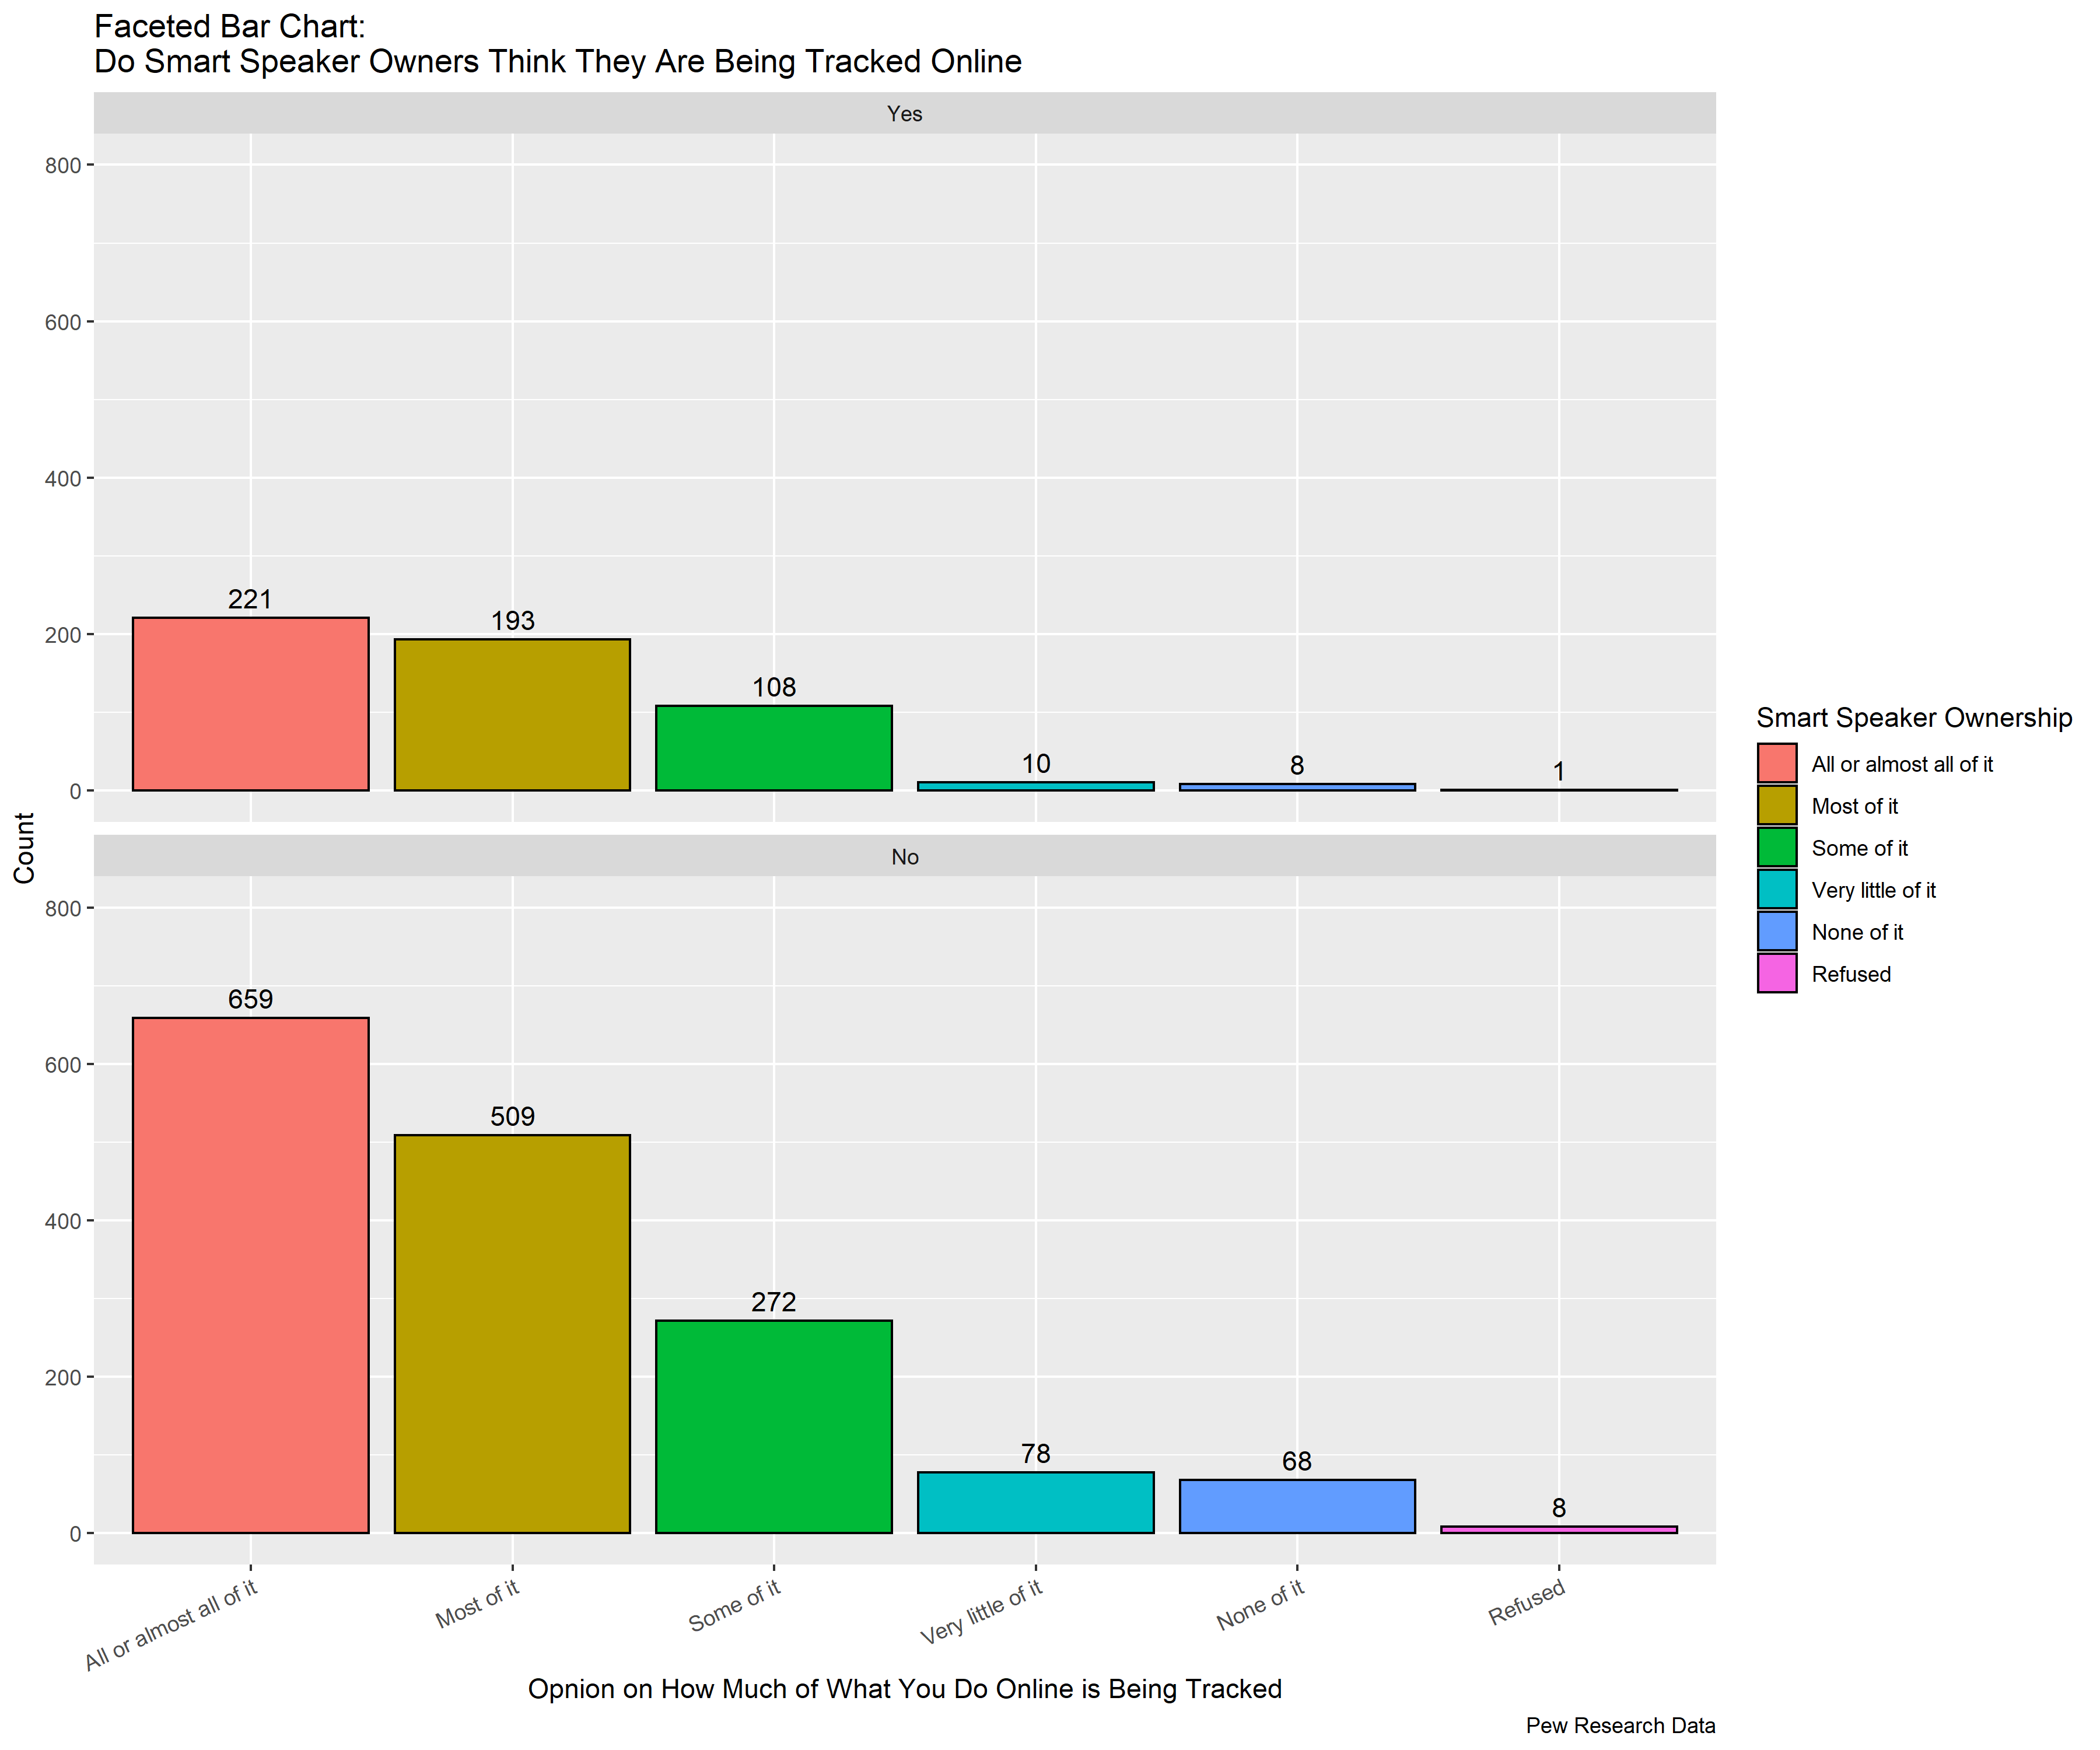 Faceted Bar Chart:
Do Smart Speaker Owners Think They Are Being Tracked Online
Yes
800
600
400
200
0
221
193
108
10
8
1
Count
No
800
600
400
200
0
659
509
272
78
68
8
All or almost all of it
Most of it
Some of it
Very little of it
None of it
Refused
Opnion on How Much of What You Do Online is Being Tracked
Pew Research Data
Smart Speaker Ownership
All or almost all of it
Most of it
Some of it
Very little of it
None of it
Refused